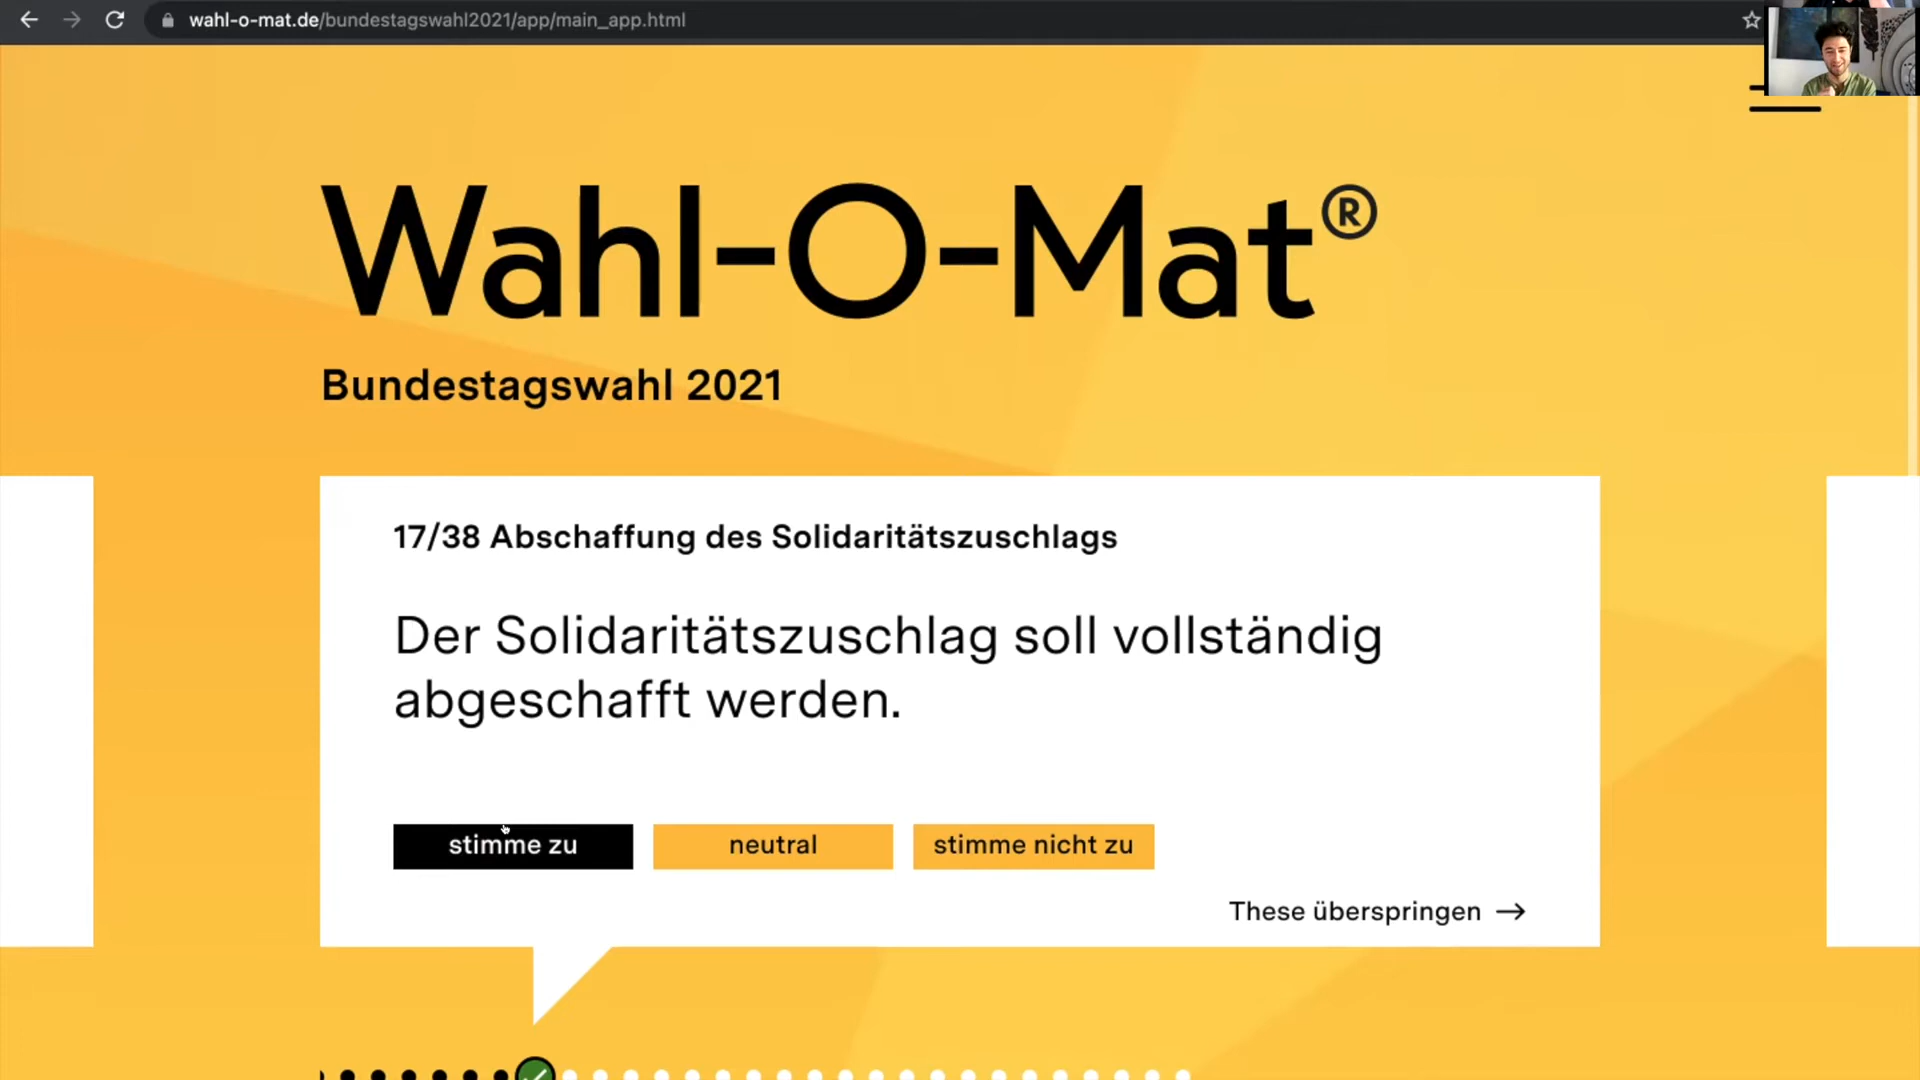 wahl-o-mat.de/bundestagswahl2021/app/main_app.html
Wahl-O-Mat®
Bundestagswahl 2021
17/38 Abschaffung des Solidaritätszuschlags
Der Solidaritätszuschlag soll vollständig
abgeschafft werden.
stimme zu neutral stimme nicht zu
These überspringen →